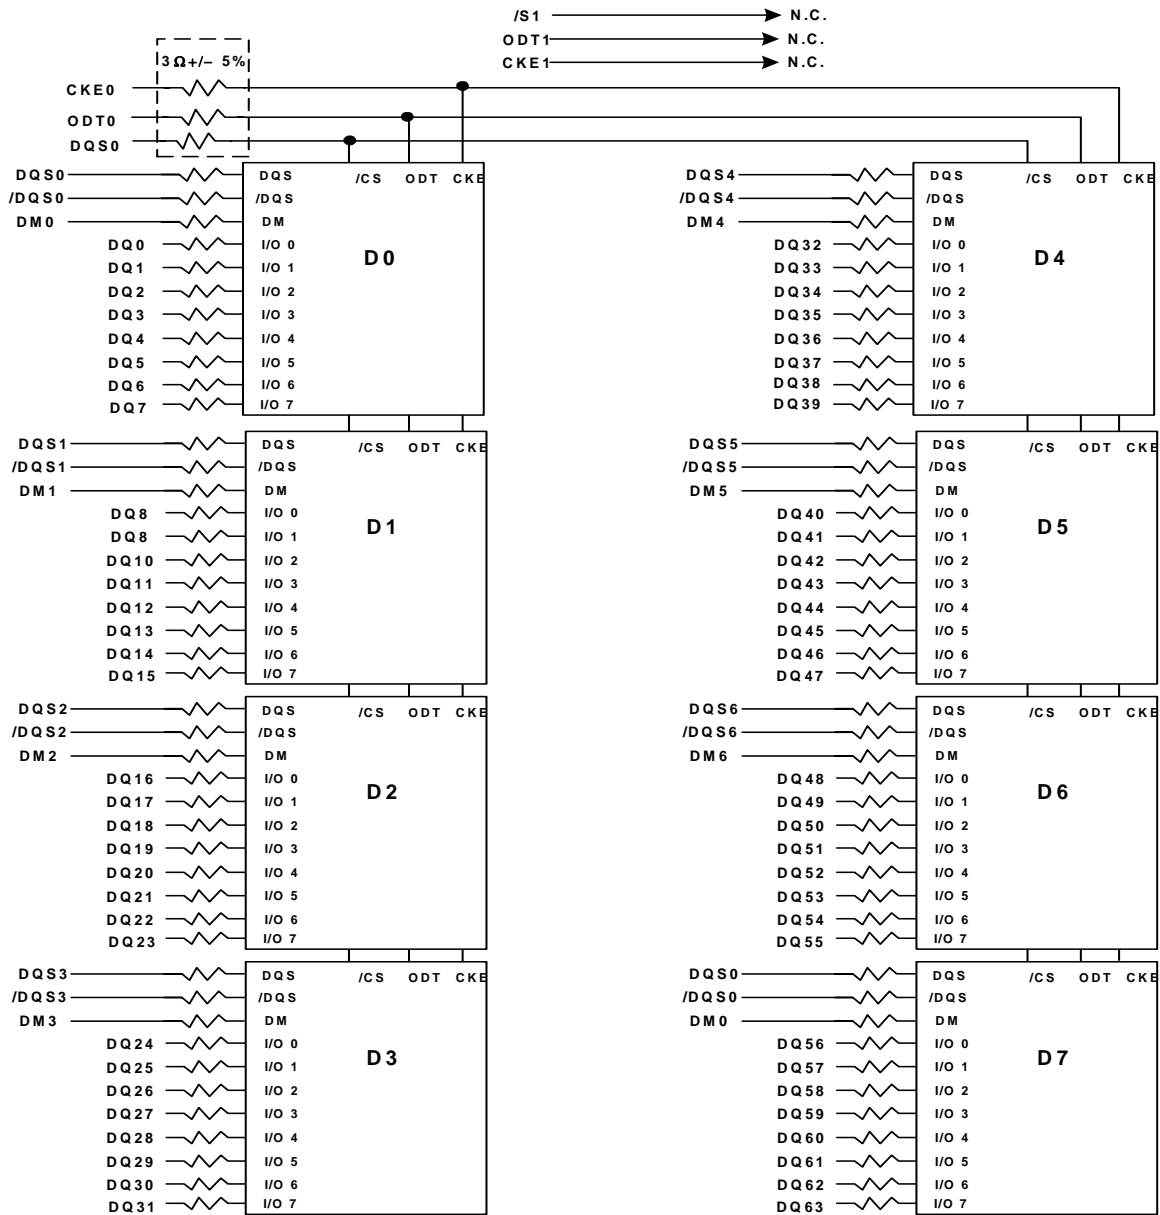 /S1 N.C.
ODT1 N.C.
CKE1 N.C.
3 Ω +/- 5%
CKE0
ODT0
DQS0
DQS0 DQS /CS ODT CKE
/DQS0 /DQS
DM0 DM
DQ0 I/O 0
D0
DQ1 I/O 1
DQ2 I/O 2
DQ3 I/O 3
DQ4 I/O 4
DQ5 I/O 5
DQ6 I/O 6
DQ7 I/O 7
DQS1 DQS /CS ODT CKE
/DQS1 /DQS
DM1 DM
DQ8 I/O 0
D1
DQ8 I/O 1
DQ10 I/O 2
DQ11 I/O 3
DQ12 I/O 4
DQ13 I/O 5
DQ14 I/O 6
DQ15 I/O 7
DQS2 DQS /CS ODT CKE
/DQS2 /DQS
DM2 DM
DQ16 I/O 0
D2
DQ17 I/O 1
DQ18 I/O 2
DQ19 I/O 3
DQ20 I/O 4
DQ21 I/O 5
DQ22 I/O 6
DQ23 I/O 7
DQS3 DQS /CS ODT CKE
/DQS3 /DQS
DM3 DM
DQ24 I/O 0
D3
DQ25 I/O 1
DQ26 I/O 2
DQ27 I/O 3
DQ28 I/O 4
DQ29 I/O 5
DQ30 I/O 6
DQ31 I/O 7
DQS4 DQS /CS ODT CKE
/DQS4 /DQS
DM4 DM
DQ32 I/O 0
D4
DQ33 I/O 1
DQ34 I/O 2
DQ35 I/O 3
DQ36 I/O 4
DQ37 I/O 5
DQ38 I/O 6
DQ39 I/O 7
DQS5 DQS /CS ODT CKE
/DQS5 /DQS
DM5 DM
DQ40 I/O 0
D5
DQ41 I/O 1
DQ42 I/O 2
DQ43 I/O 3
DQ44 I/O 4
DQ45 I/O 5
DQ46 I/O 6
DQ47 I/O 7
DQS6 DQS /CS ODT CKE
/DQS6 /DQS
DM6 DM
DQ48 I/O 0
D6
DQ49 I/O 1
DQ50 I/O 2
DQ51 I/O 3
DQ52 I/O 4
DQ53 I/O 5
DQ54 I/O 6
DQ55 I/O 7
DQS0 DQS /CS ODT CKE
/DQS0 /DQS
DM0 DM
DQ56 I/O 0
D7
DQ57 I/O 1
DQ58 I/O 2
DQ59 I/O 3
DQ60 I/O 4
DQ61 I/O 5
DQ62 I/O 6
DQ63 I/O 7